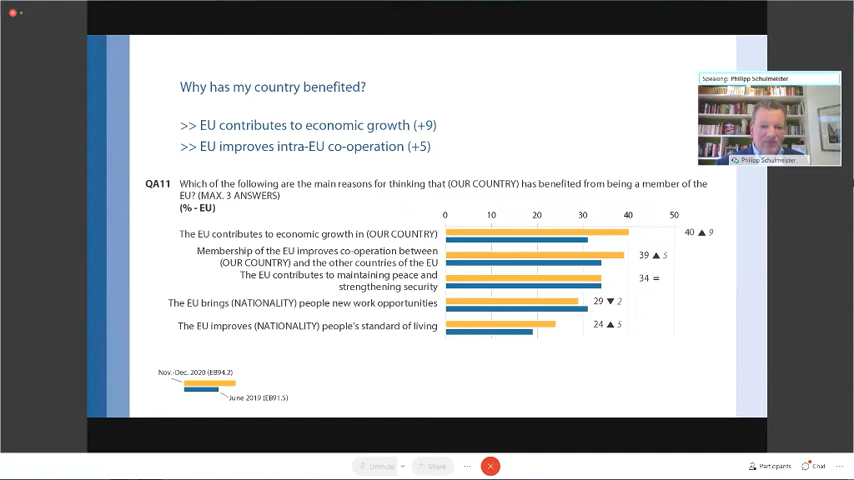 Why has my country benefited?
Speaking: Philipp Schulmeister
>> EU contributes to economic growth (+9)
>> EU improves intra-EU co-operation (+5)
Philipp Schulmeister
QA11 Which of the following are the main reasons for thinking that (OUR COUNTRY) has benefited from being a member of the
EU? (MAX. 3 ANSWERS)
(% - EU)
0 10 20 30 40 50
The EU contributes to economic growth in (OUR COUNTRY) 40 ▲ 9
Membership of the EU improves co-operation between
(OUR COUNTRY) and the other countries of the EU 39 ▲ 5
The EU contributes to maintaining peace and
strengthening security 34 =
The EU brings (NATIONALITY) people new work opportunities 29 ▼ 2
The EU improves (NATIONALITY) people's standard of living 24 ▲ 5
Nov.-Dec. 2020 (EB94.2)
June 2019 (EB91.5)
Unmute
Share
Participants
Chat